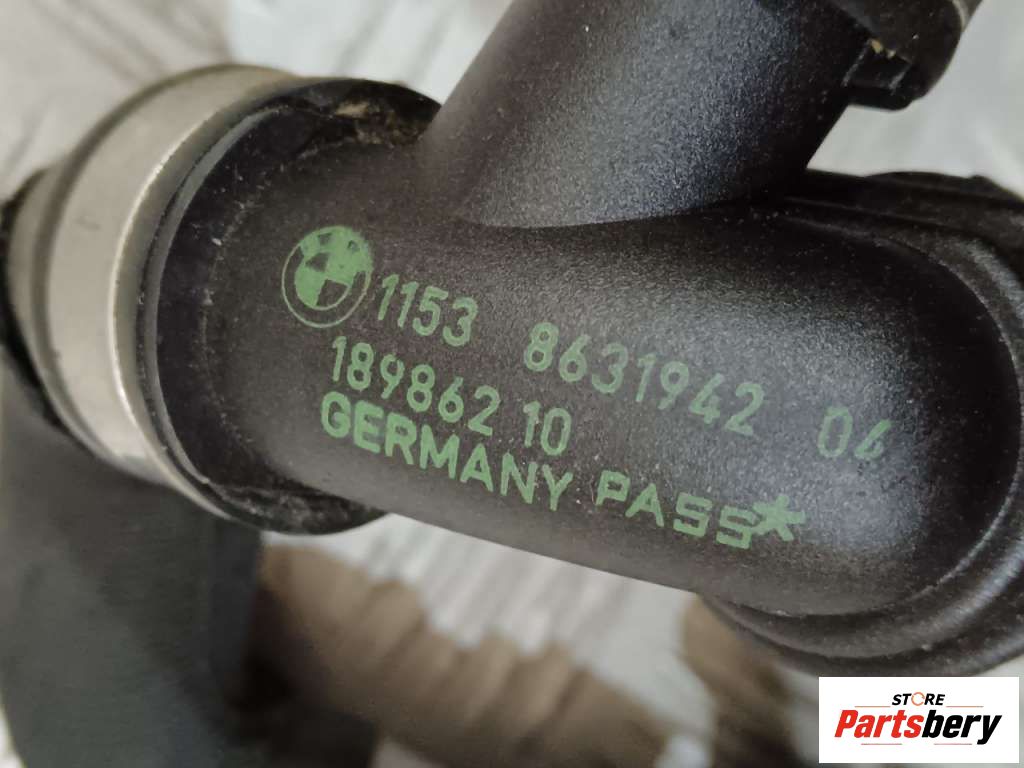 1153 8631942 04
189862 10
GERMANY PASS*
STORE
Partsbery